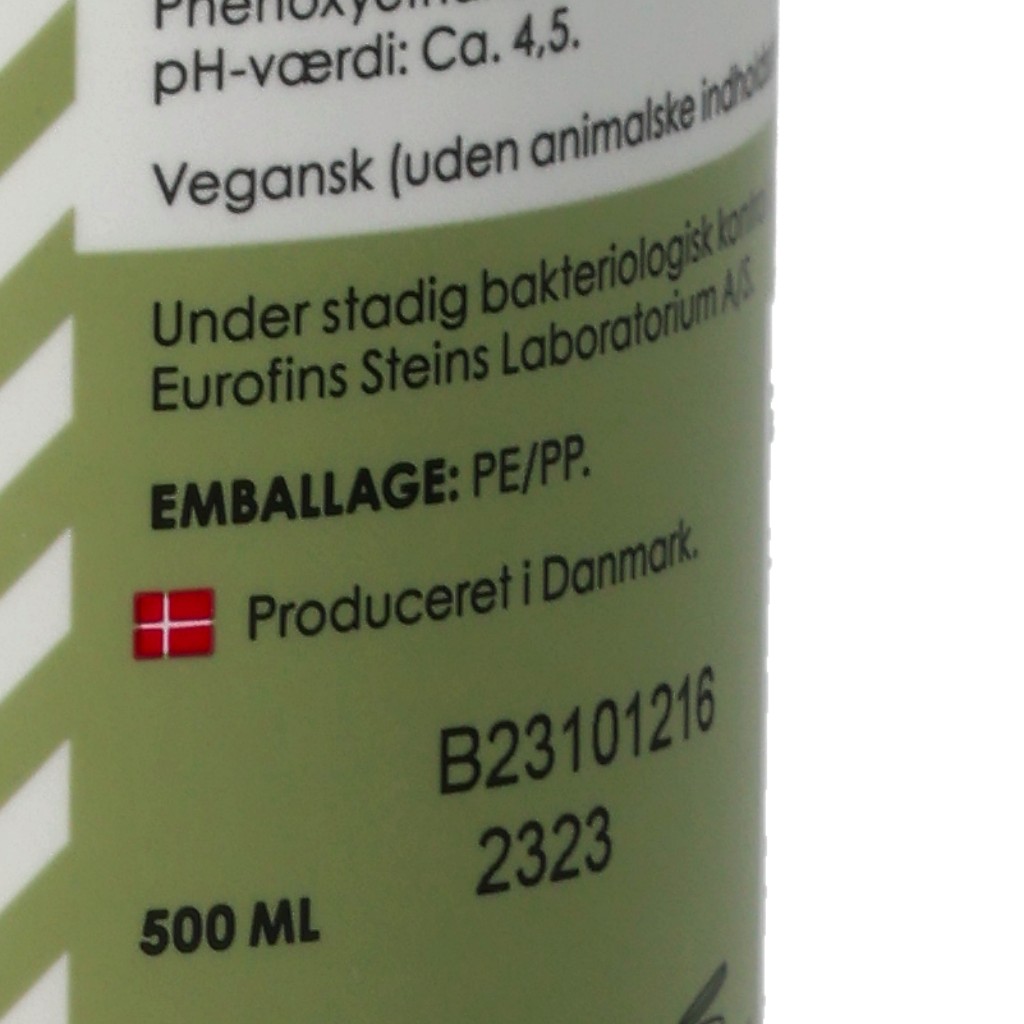 pH-værdi: Ca. 4,5.
Vegansk (uden animalske
Under stadig bakteriologisk
Eurofins Steins Laboratorium A/S.
EMBALLAGE: PE/PP.
Produceret i Danmark.
B23101216
2323
500 ML